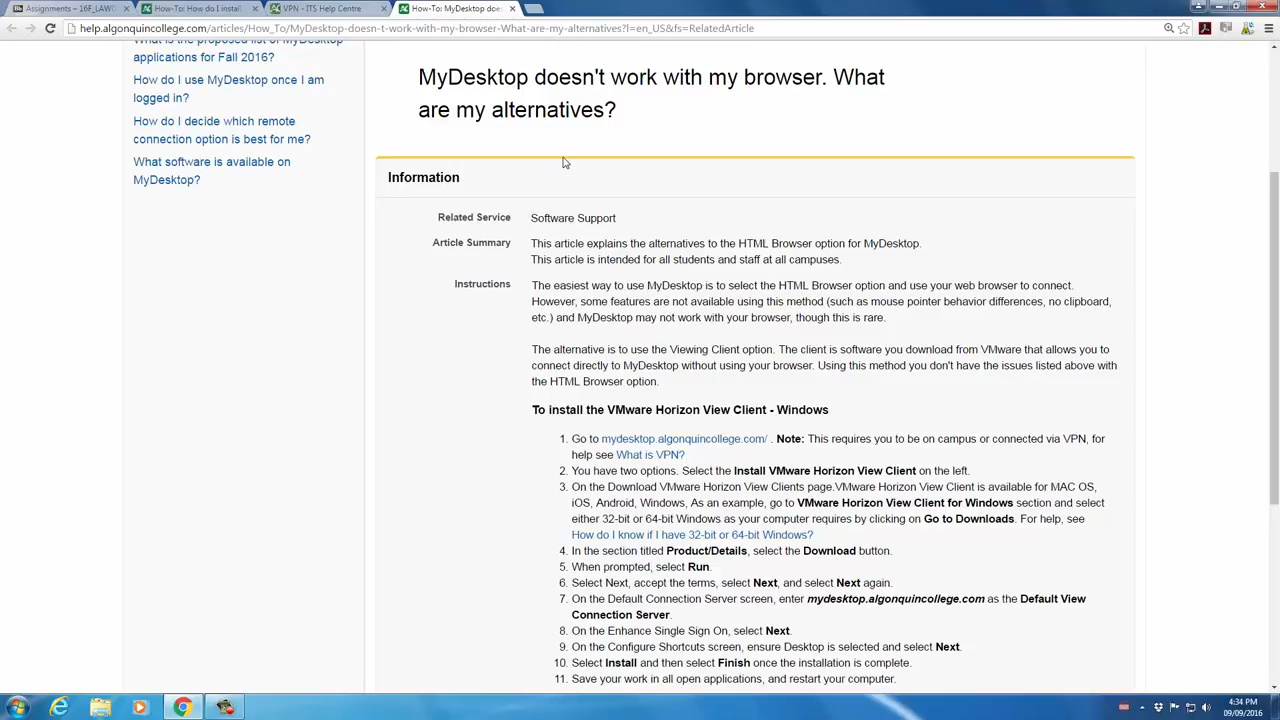 Assignments – 16F_LAW
How-To: How do I install
VPN - ITS Help Centre
How-To: MyDesktop does
help.algonquincollege.com/articles/How_To/MyDesktop-doesn-t-work-with-my-browser-What-are-my-alternatives?l=en_US&fs=RelatedArticle
What is the proposed list of MyDesktop
applications for Fall 2016?
How do I use MyDesktop once I am
logged in?
How do I decide which remote
connection option is best for me?
What software is available on
MyDesktop?
MyDesktop doesn't work with my browser. What
are my alternatives?
Information
Related Service
Software Support
Article Summary
This article explains the alternatives to the HTML Browser option for MyDesktop.
This article is intended for all students and staff at all campuses.
Instructions
The easiest way to use MyDesktop is to select the HTML Browser option and use your web browser to connect.
However, some features are not available using this method (such as mouse pointer behavior differences, no clipboard,
etc.) and MyDesktop may not work with your browser, though this is rare.
The alternative is to use the Viewing Client option. The client is software you download from VMware that allows you to
connect directly to MyDesktop without using your browser. Using this method you don't have the issues listed above with
the HTML Browser option.
To install the VMware Horizon View Client - Windows
1. Go to mydesktop.algonquincollege.com/ . Note: This requires you to be on campus or connected via VPN, for
help see What is VPN?
2. You have two options. Select the Install VMware Horizon View Client on the left.
3. On the Download VMware Horizon View Clients page.VMware Horizon View Client is available for MAC OS,
iOS, Android, Windows, As an example, go to VMware Horizon View Client for Windows section and select
either 32-bit or 64-bit Windows as your computer requires by clicking on Go to Downloads. For help, see
How do I know if I have 32-bit or 64-bit Windows?
4. In the section titled Product/Details, select the Download button.
5. When prompted, select Run.
6. Select Next, accept the terms, select Next, and select Next again.
7. On the Default Connection Server screen, enter mydesktop.algonquincollege.com as the Default View
Connection Server.
8. On the Enhance Single Sign On, select Next.
9. On the Configure Shortcuts screen, ensure Desktop is selected and select Next.
10. Select Install and then select Finish once the installation is complete.
11. Save your work in all open applications, and restart your computer.
4:34 PM
09/09/2016